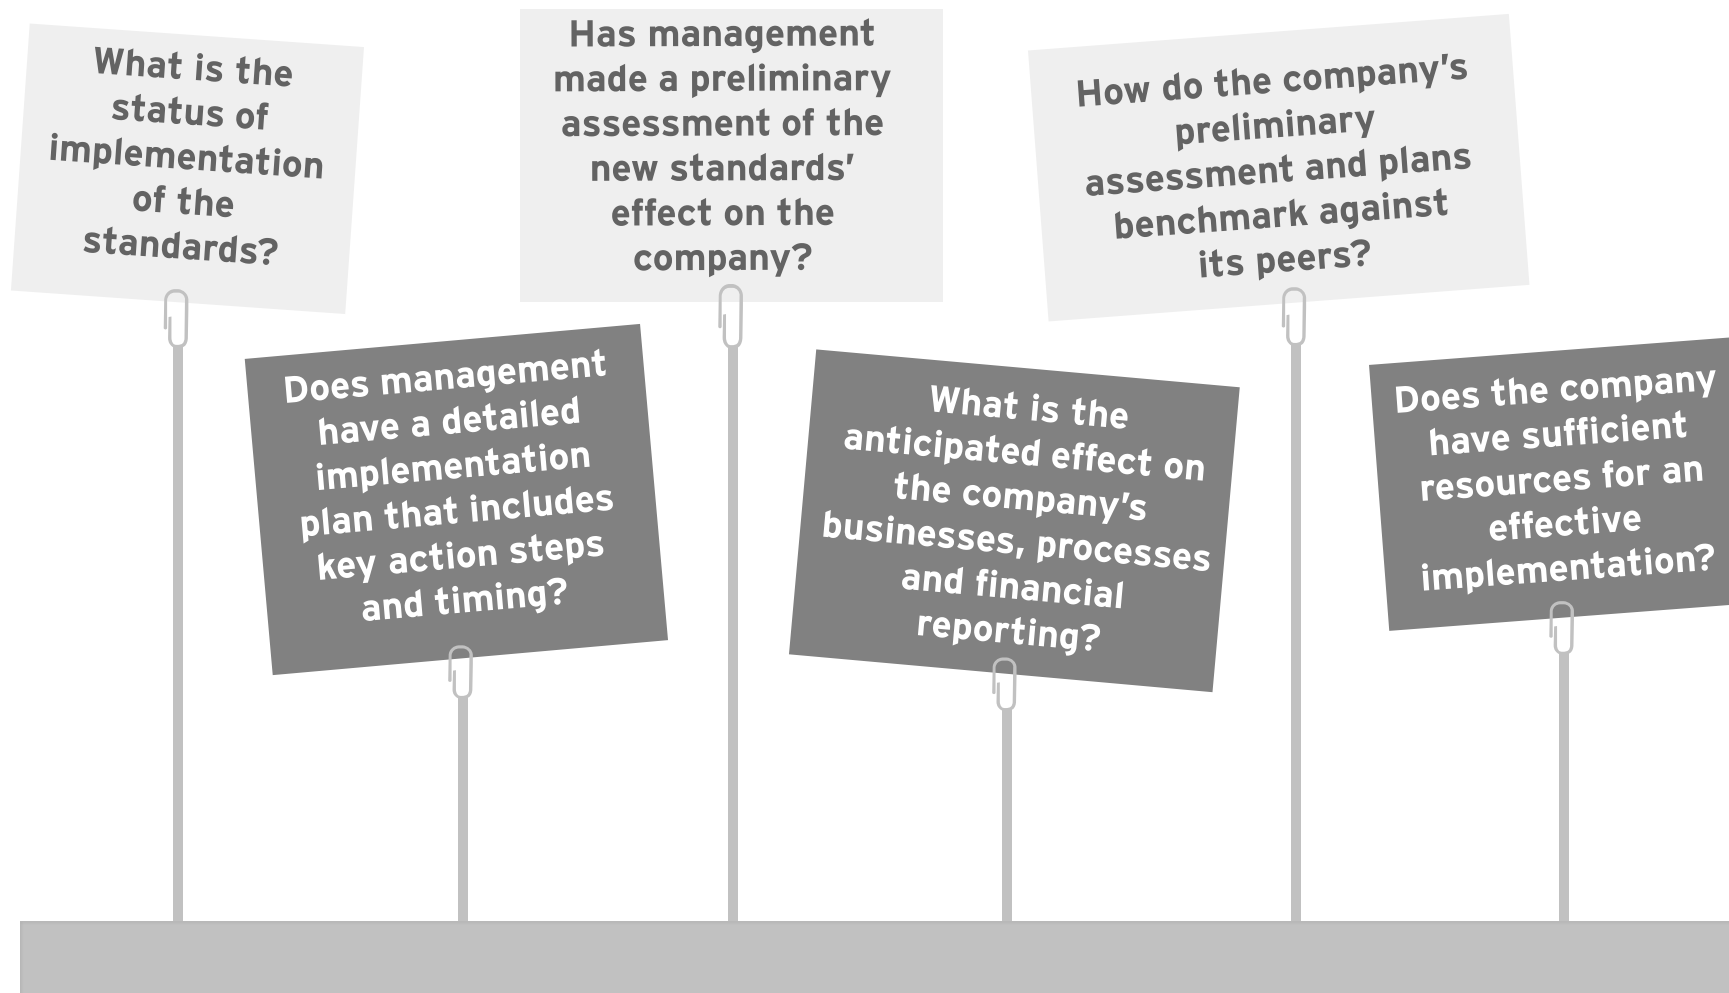 What is the
status of
implementation
of the
standards?
Does management
have a detailed
implementation
plan that includes
key action steps
and timing?
Has management
made a preliminary
assessment of the
new standards’
effect on the
company?
What is the
anticipated effect on
the company’s
businesses, processes
and financial
reporting?
How do the company’s
preliminary
assessment and plans
benchmark against
its peers?
Does the company
have sufficient
resources for an
effective
implementation?